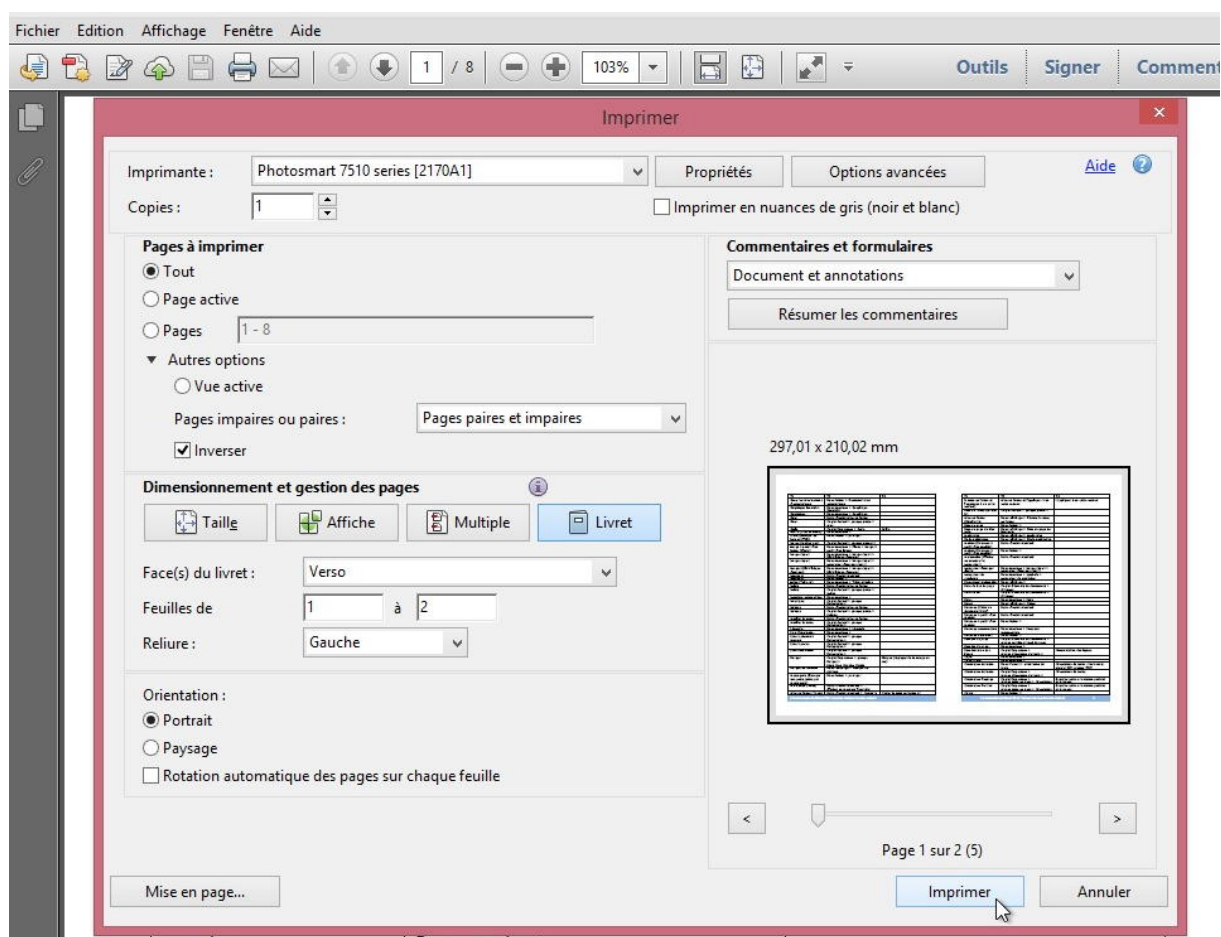 Fichier Edition Affichage Fenêtre Aide
1 / 8 103% Outils Signer Comment
Imprimer
Imprimante : Photosmart 7510 series [2170A1] Propriétés Options avancées Aide
Copies : 1 Imprimer en nuances de gris (noir et blanc)
Pages à imprimer
Tout
Page active
Pages 1 - 8
Autres options
Vue active
Pages impaires ou paires : Pages paires et impaires
Inverser
Commentaires et formulaires
Document et annotations
Résumer les commentaires
Dimensionnement et gestion des pages
Taille Affiche Multiple Livret
Face(s) du livret : Verso
Feuilles de 1 à 2
Reliure : Gauche
Orientation :
Portrait
Paysage
Rotation automatique des pages sur chaque feuille
297,01 x 210,02 mm
< >
Page 1 sur 2 (5)
Mise en page... Imprimer Annuler